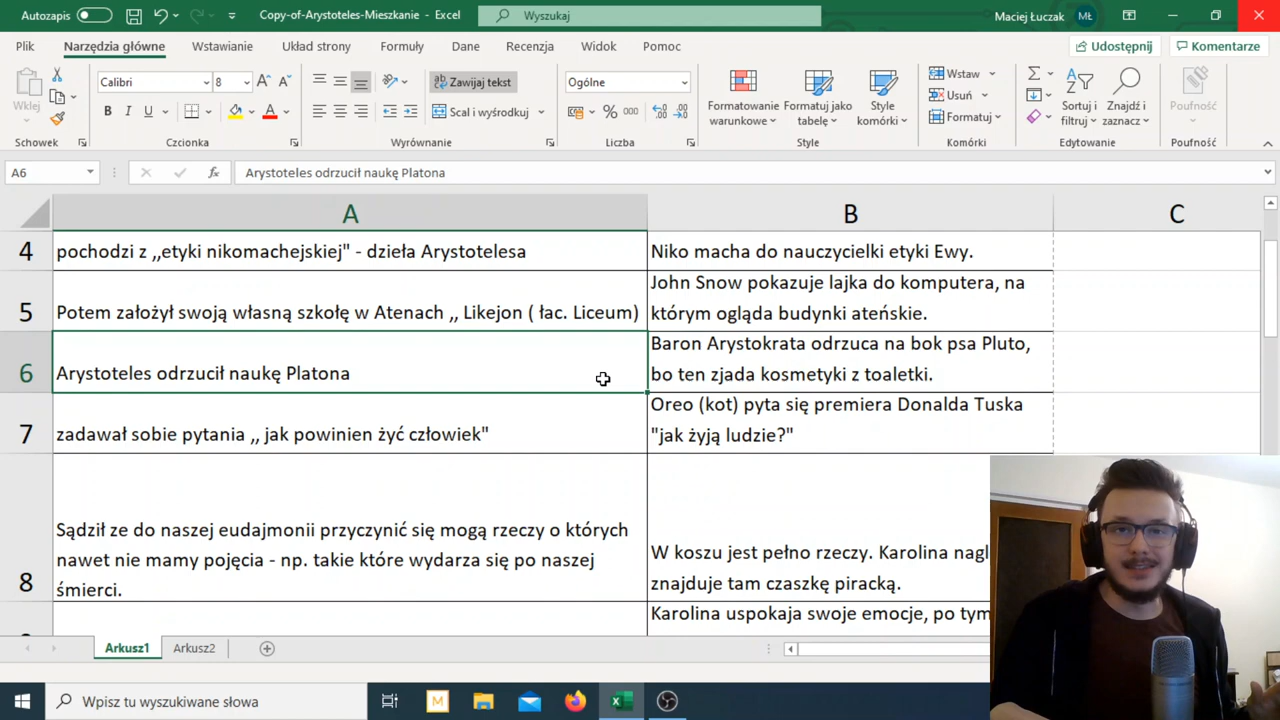 Autozapis
Copy-of-Arystoteles-Mieszkanie - Excel
Wyszukaj
Maciej Łuczak
MŁ
Plik
Narzędzia główne
Wstawianie
Układ strony
Formuły
Dane
Recenzja
Widok
Pomoc
Udostępnij
Komentarze
Wklej
Calibri
8
Zawijaj tekst
Ogólne
Formatowanie
warunkowe
Formatuj jako
tabelę
Style
komórki
Wstaw
Usuń
Formatuj
Sortuj i
filtruj
Znajdź i
zaznacz
Poufność
B I U
Scal i wyśrodkuj
% 000
Schowek
Czcionka
Wyrównanie
Liczba
Style
Komórki
Edytowanie
Poufność
A6
fx
Arystoteles odrzucił naukę Platona
A
B
C
4
pochodzi z ,,etyki nikomachejskiej" - dzieła Arystotelesa
Niko macha do nauczycielki etyki Ewy.
5
Potem założył swoją własną szkołę w Atenach ,, Likejon ( łac. Liceum)
John Snow pokazuje lajka do komputera, na
którym ogląda budynki ateńskie.
6
Arystoteles odrzucił naukę Platona
Baron Arystokrata odrzuca na bok psa Pluto,
bo ten zjada kosmetyki z toaletki.
7
zadawał sobie pytania ,, jak powinien żyć człowiek"
Oreo (kot) pyta się premiera Donalda Tuska
"jak żyją ludzie?"
8
Sądził ze do naszej eudajmonii przyczynić się mogą rzeczy o których
nawet nie mamy pojęcia - np. takie które wydarza się po naszej
śmierci.
W koszu jest pełno rzeczy. Karolina nagl
znajduje tam czaszkę piracką.
Karolina uspokaja swoje emocje, po tym
Arkusz1
Arkusz2
Wpisz tu wyszukiwane słowa